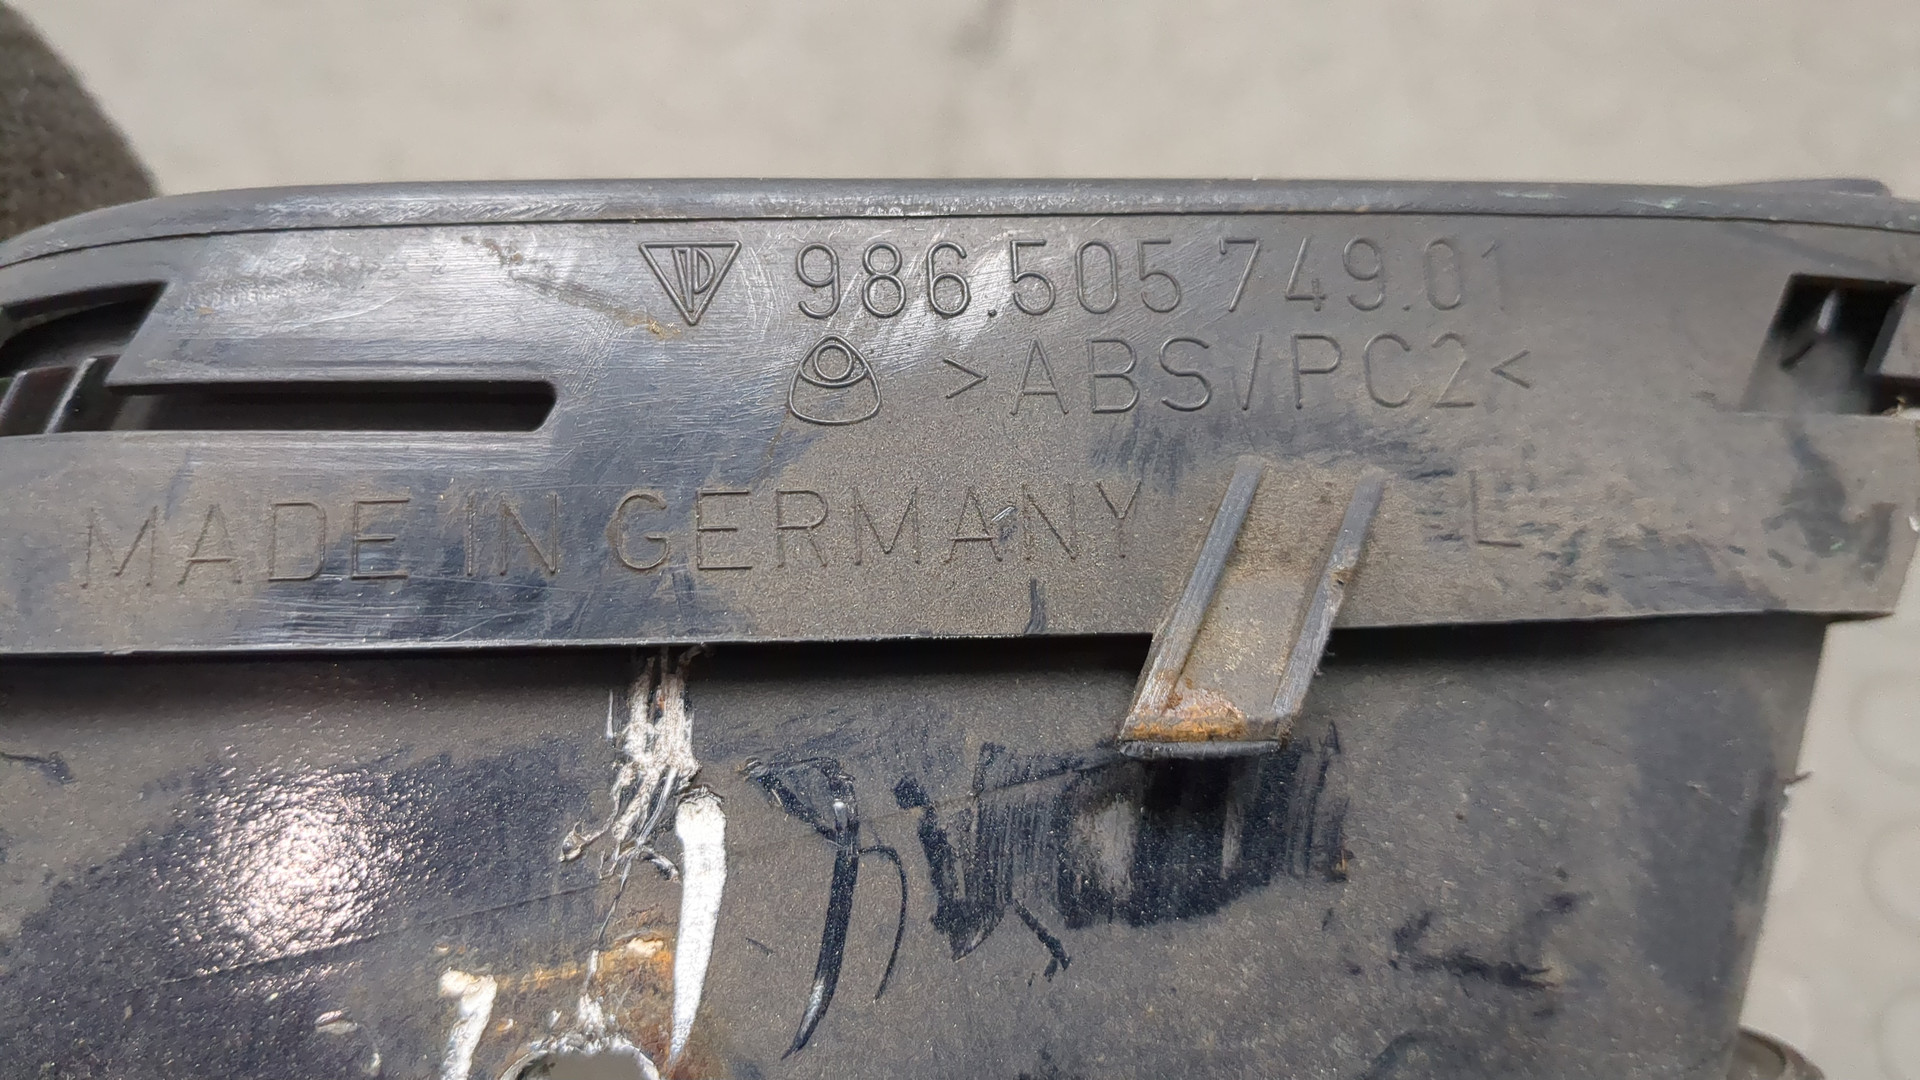 986.505.749.01
>ABS/PC2<
MADE IN GERMANY L